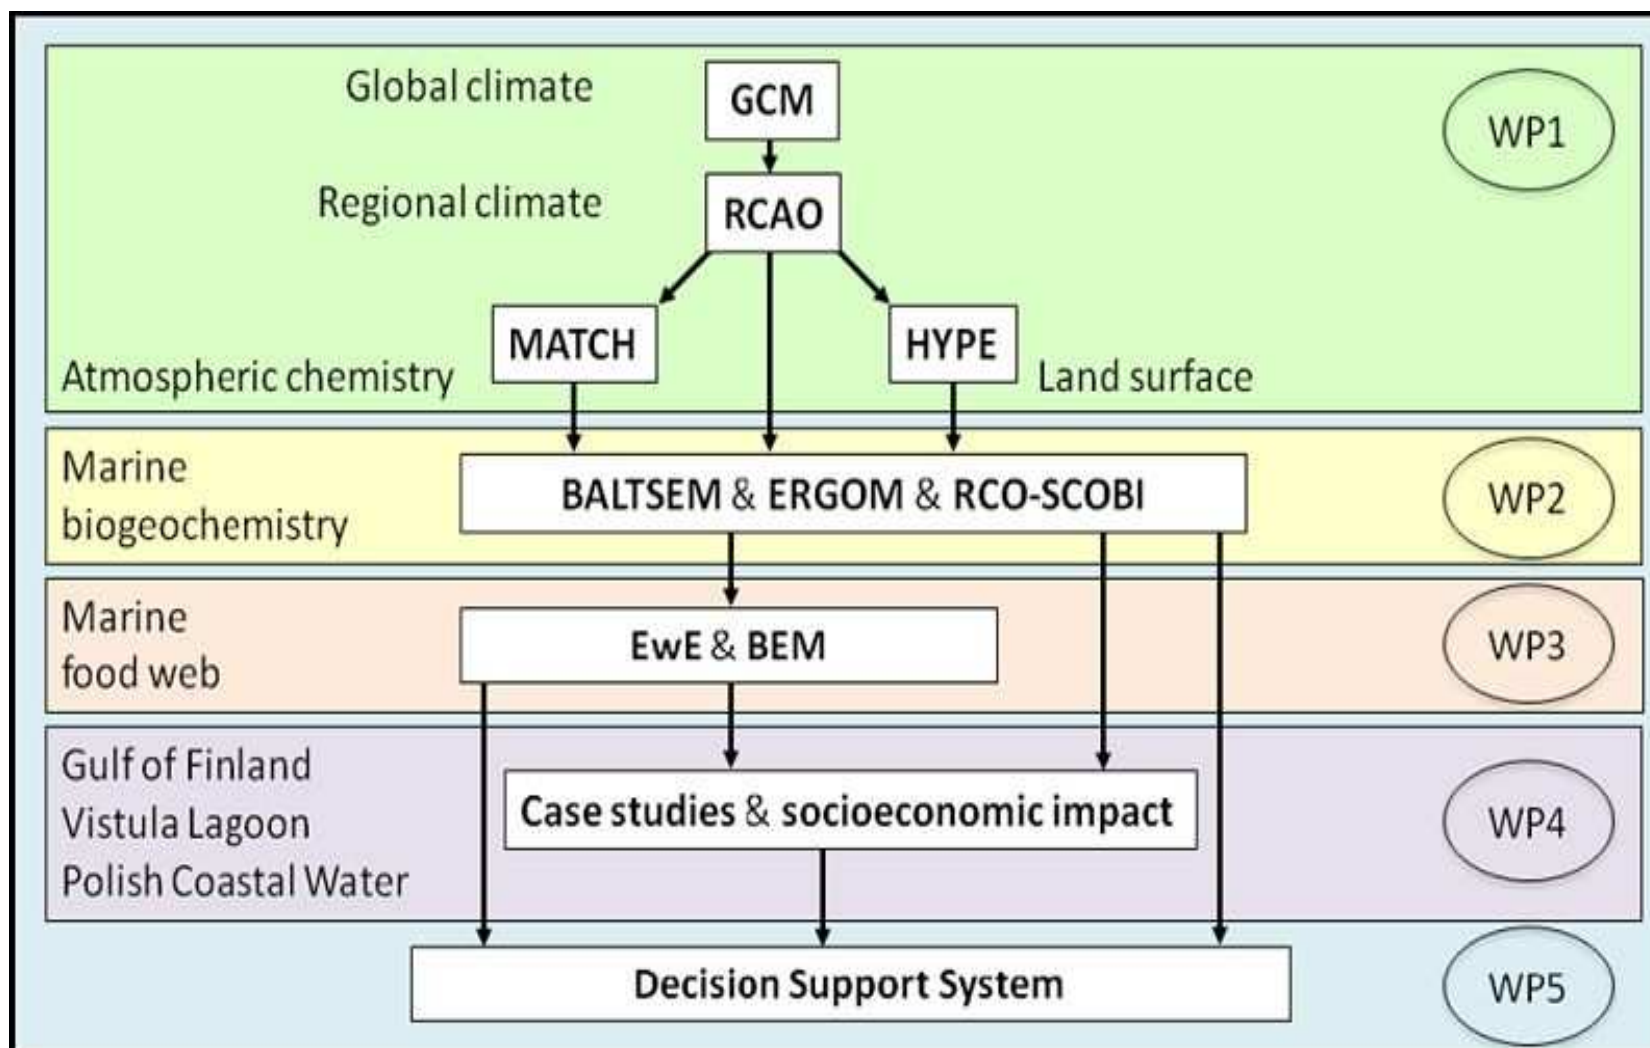 Global climate
GCM
WP1
Regional climate
RCAO
MATCH
HYPE
Atmospheric chemistry
Land surface
Marine
biogeochemistry
BALTSEM & ERGOM & RCO-SCOBI
WP2
Marine
food web
EwE & BEM
WP3
Gulf of Finland
Vistula Lagoon
Polish Coastal Water
Case studies & socioeconomic impact
WP4
Decision Support System
WP5